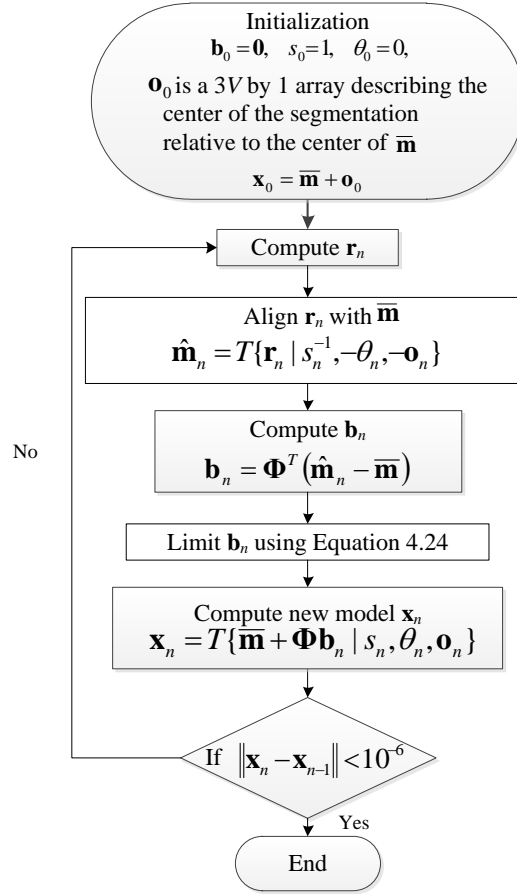 Initialization
𝐛₀ = 𝟎, s₀=1, θ₀=0,
𝐨₀ is a 3V by 1 array describing the
center of the segmentation
relative to the center of 𝐦̅
𝐱₀ = 𝐦̅ + 𝐨₀
Compute 𝐫ₙ
Align 𝐫ₙ with 𝐦̅
𝐦̂ₙ = T{𝐫ₙ | sₙ⁻¹,−θₙ,−𝐨ₙ}
Compute 𝐛ₙ
𝐛ₙ = 𝚽ᵀ(𝐦̂ₙ − 𝐦̅)
Limit 𝐛ₙ using Equation 4.24
Compute new model 𝐱ₙ
𝐱ₙ = T{𝐦̅ + 𝚽𝐛ₙ | sₙ,θₙ,𝐨ₙ}
If ‖𝐱ₙ − 𝐱ₙ₋₁‖ < 10⁻⁶
No
Yes
End